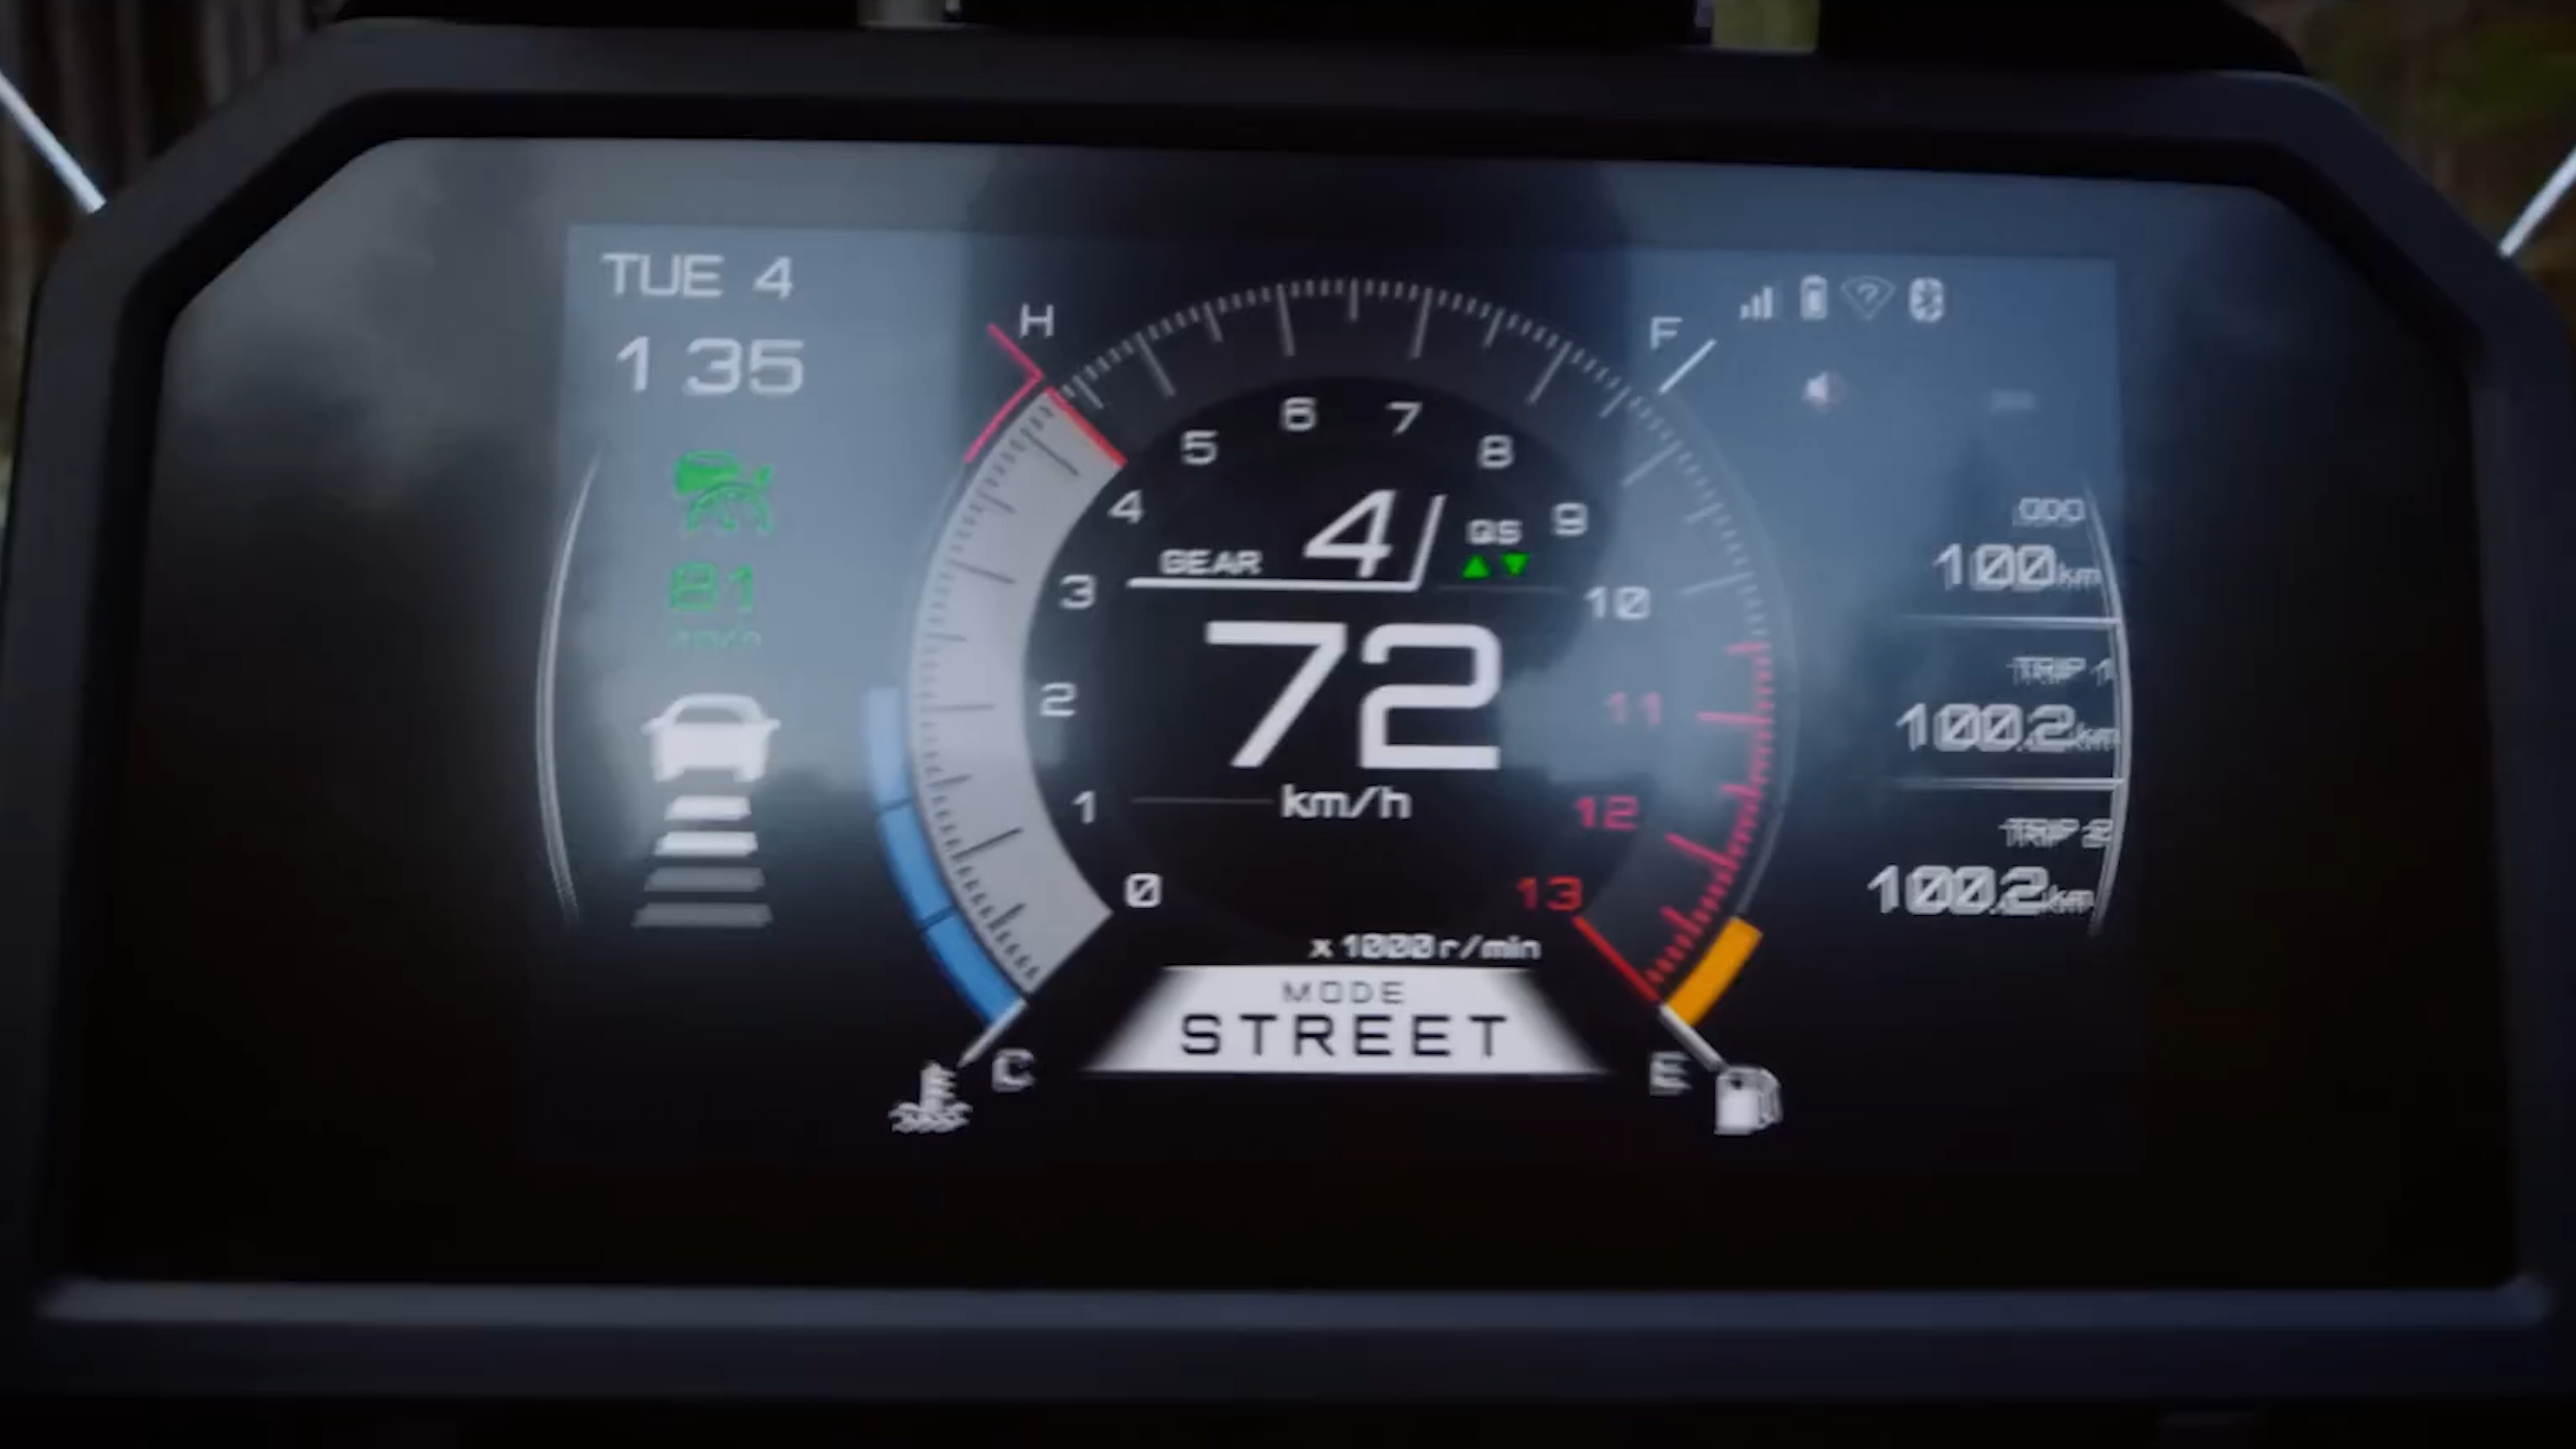 TUE 4
1 35
H
F
81
km/h
0
1
2
3
4
5
6
7
8
9
10
11
12
13
GEAR 4
QS
72
km/h
x 1000 r/min
MODE
STREET
C
E
ODO
100 km
TRIP 1
100.2 km
TRIP 2
100.2 km